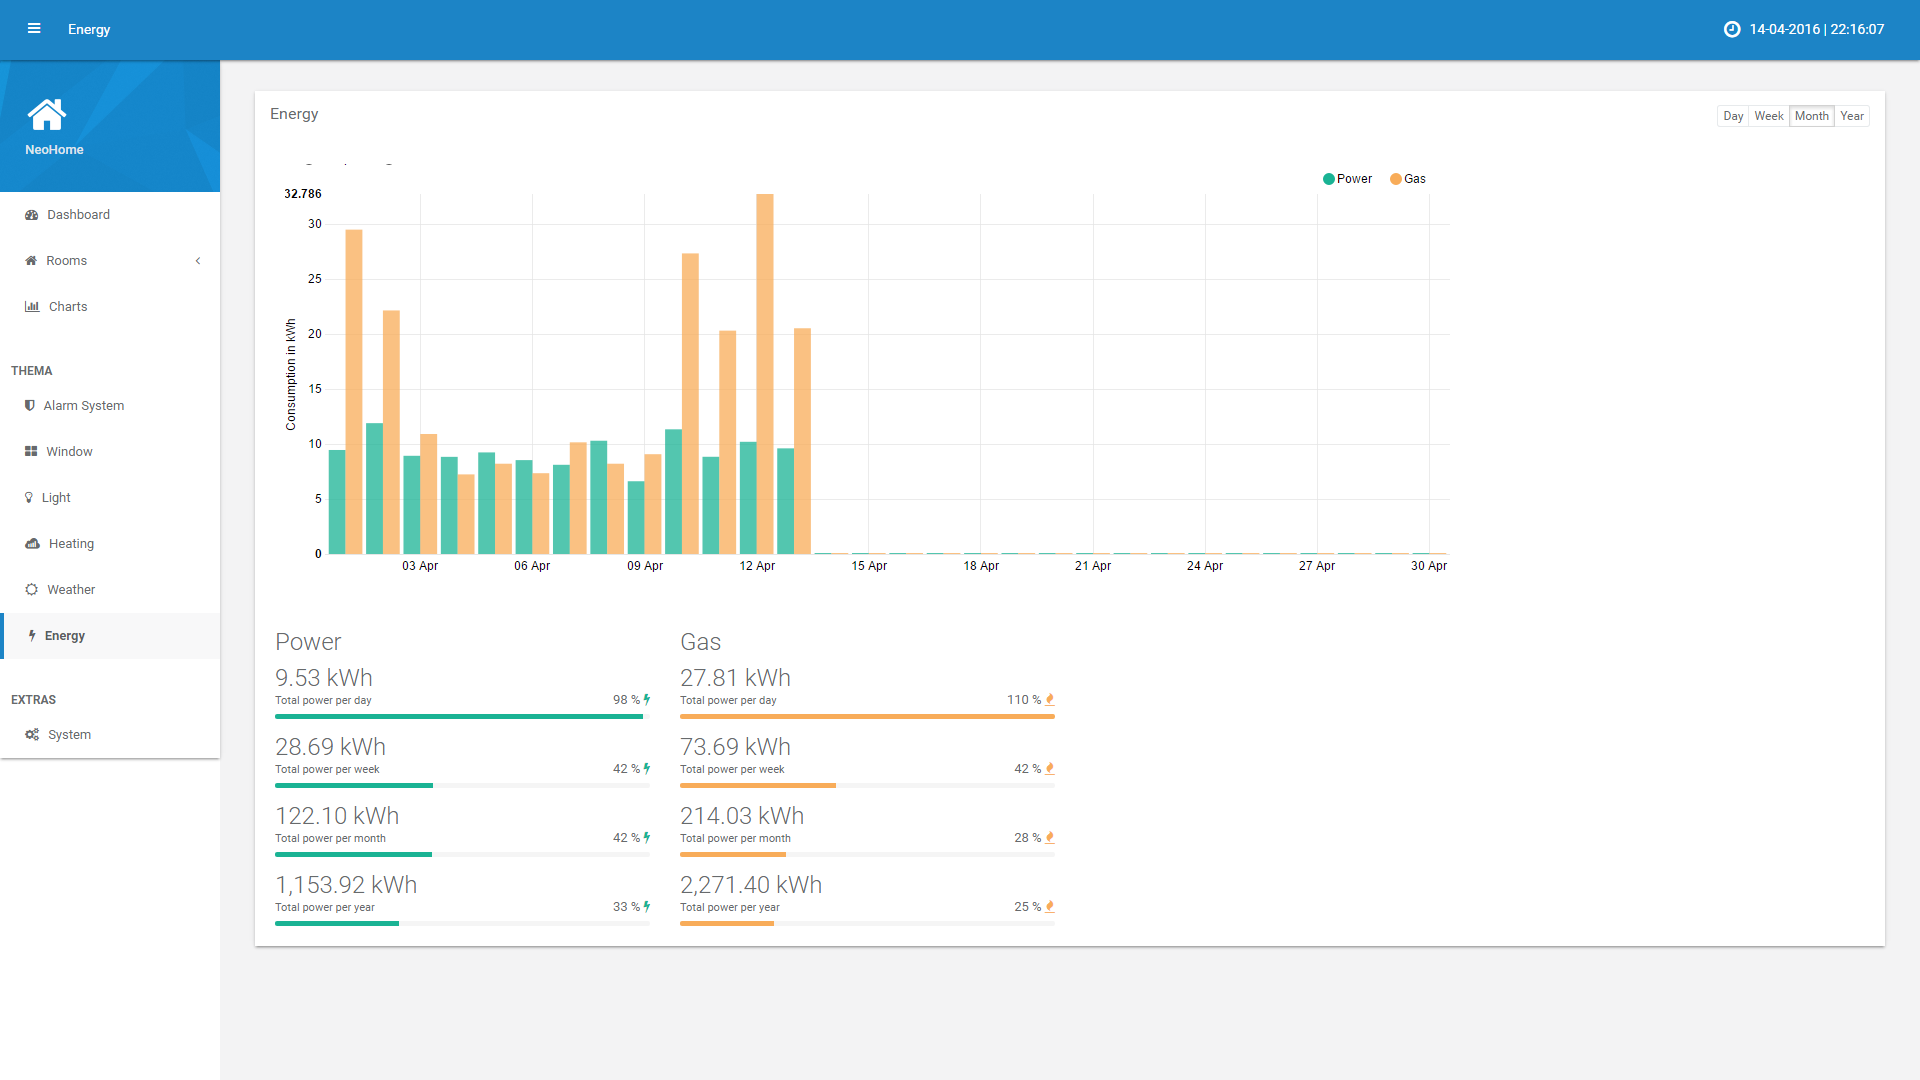 Energy
14-04-2016 | 22:16:07
NeoHome
Dashboard
Rooms
Charts
THEMA
Alarm System
Window
Light
Heating
Weather
Energy
EXTRAS
System
Energy
Day Week Month Year
Power Gas
32.786
30
25
20
15
10
5
0
Consumption in kWh
03 Apr 06 Apr 09 Apr 12 Apr 15 Apr 18 Apr 21 Apr 24 Apr 27 Apr 30 Apr
Power
9.53 kWh
Total power per day 98 %
28.69 kWh
Total power per week 42 %
122.10 kWh
Total power per month 42 %
1,153.92 kWh
Total power per year 33 %
Gas
27.81 kWh
Total power per day 110 %
73.69 kWh
Total power per week 42 %
214.03 kWh
Total power per month 28 %
2,271.40 kWh
Total power per year 25 %